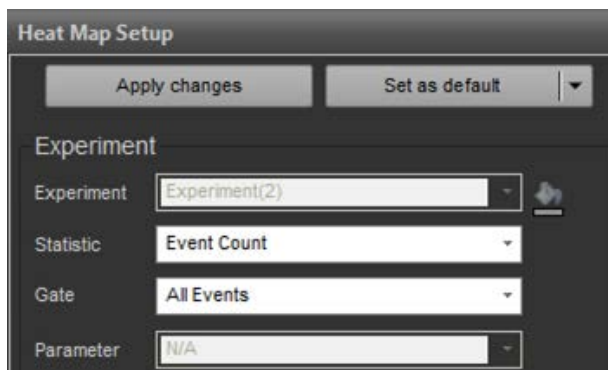 Heat Map Setup
Apply changes Set as default
Experiment
Experiment Experiment(2)
Statistic Event Count
Gate All Events
Parameter N/A